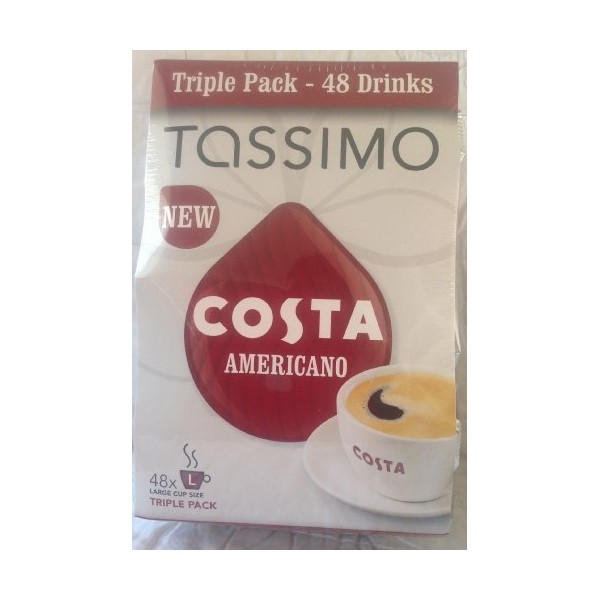 Triple Pack - 48 Drinks
TASSIMO
NEW
COSTA
AMERICANO
COSTA
48x L
LARGE CUP SIZE
TRIPLE PACK